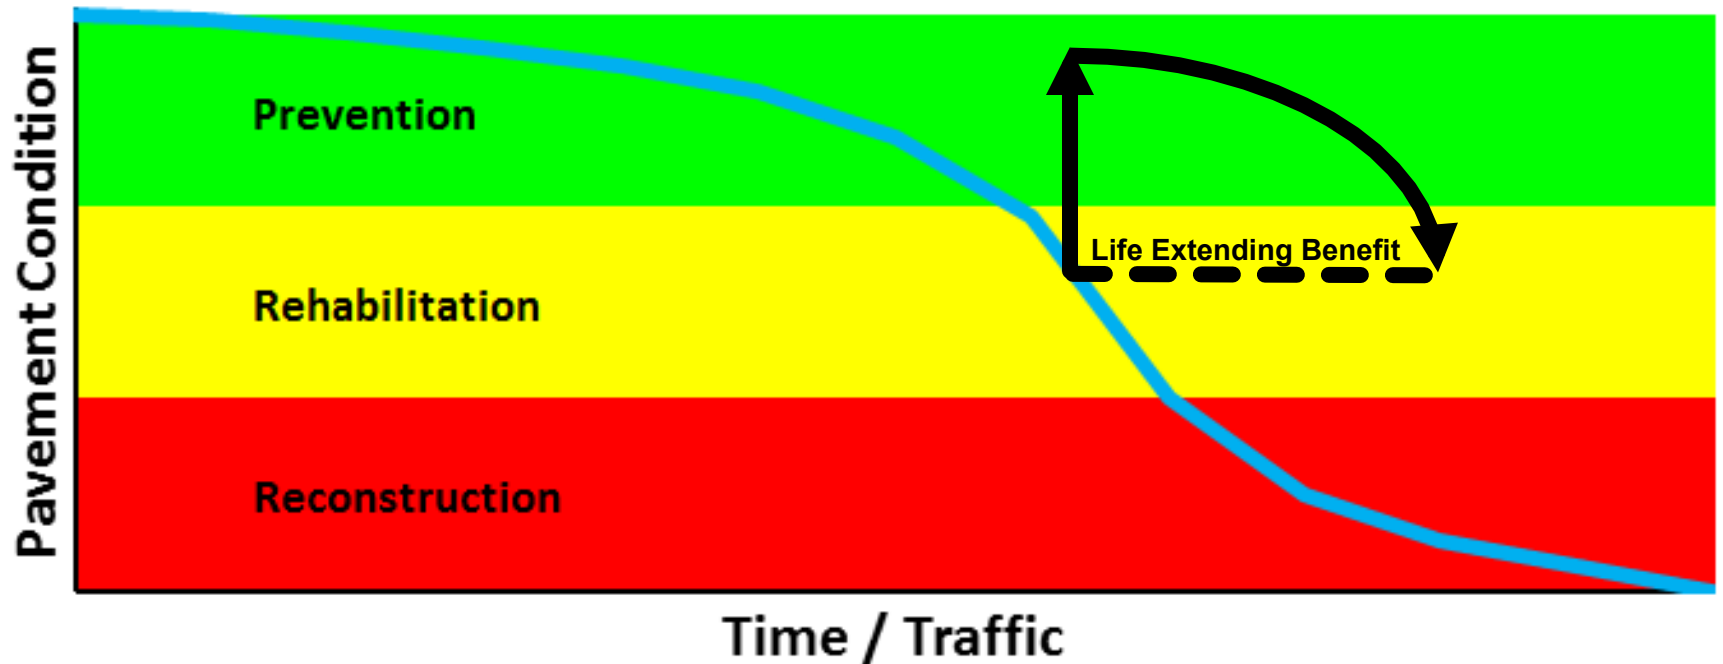 Pavement Condition
Prevention
Life Extending Benefit
Rehabilitation
Reconstruction
Time / Traffic